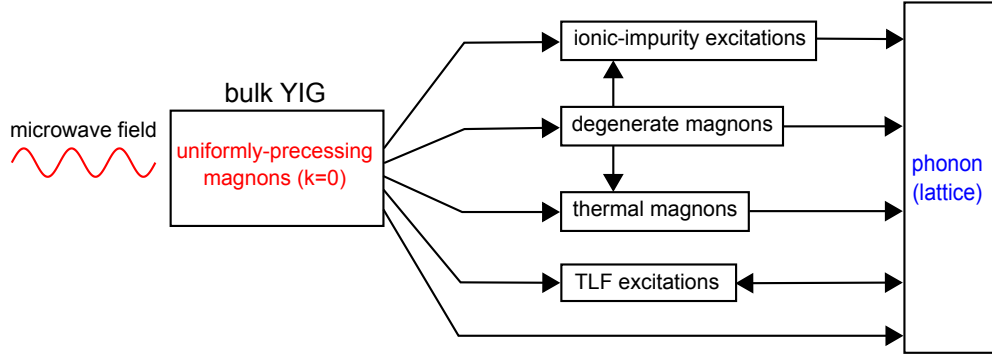 microwave field
bulk YIG
uniformly-precessing
magnons (k=0)
ionic-impurity excitations
degenerate magnons
thermal magnons
TLF excitations
phonon
(lattice)